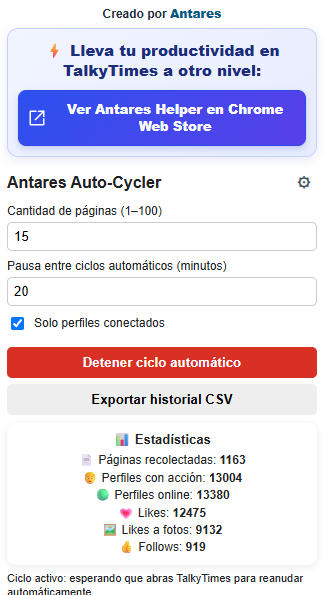 Creado por Antares
Lleva tu productividad en
TalkyTimes a otro nivel:
Ver Antares Helper en Chrome
Web Store
Antares Auto-Cycler
Cantidad de páginas (1–100)
15
Pausa entre ciclos automáticos (minutos)
20
Solo perfiles conectados
Detener ciclo automático
Exportar historial CSV
Estadísticas
Páginas recolectadas: 1163
Perfiles con acción: 13004
Perfiles online: 13380
Likes: 12475
Likes a fotos: 9132
Follows: 919
Ciclo activo: esperando que abras TalkyTimes para reanudar
automáticamente